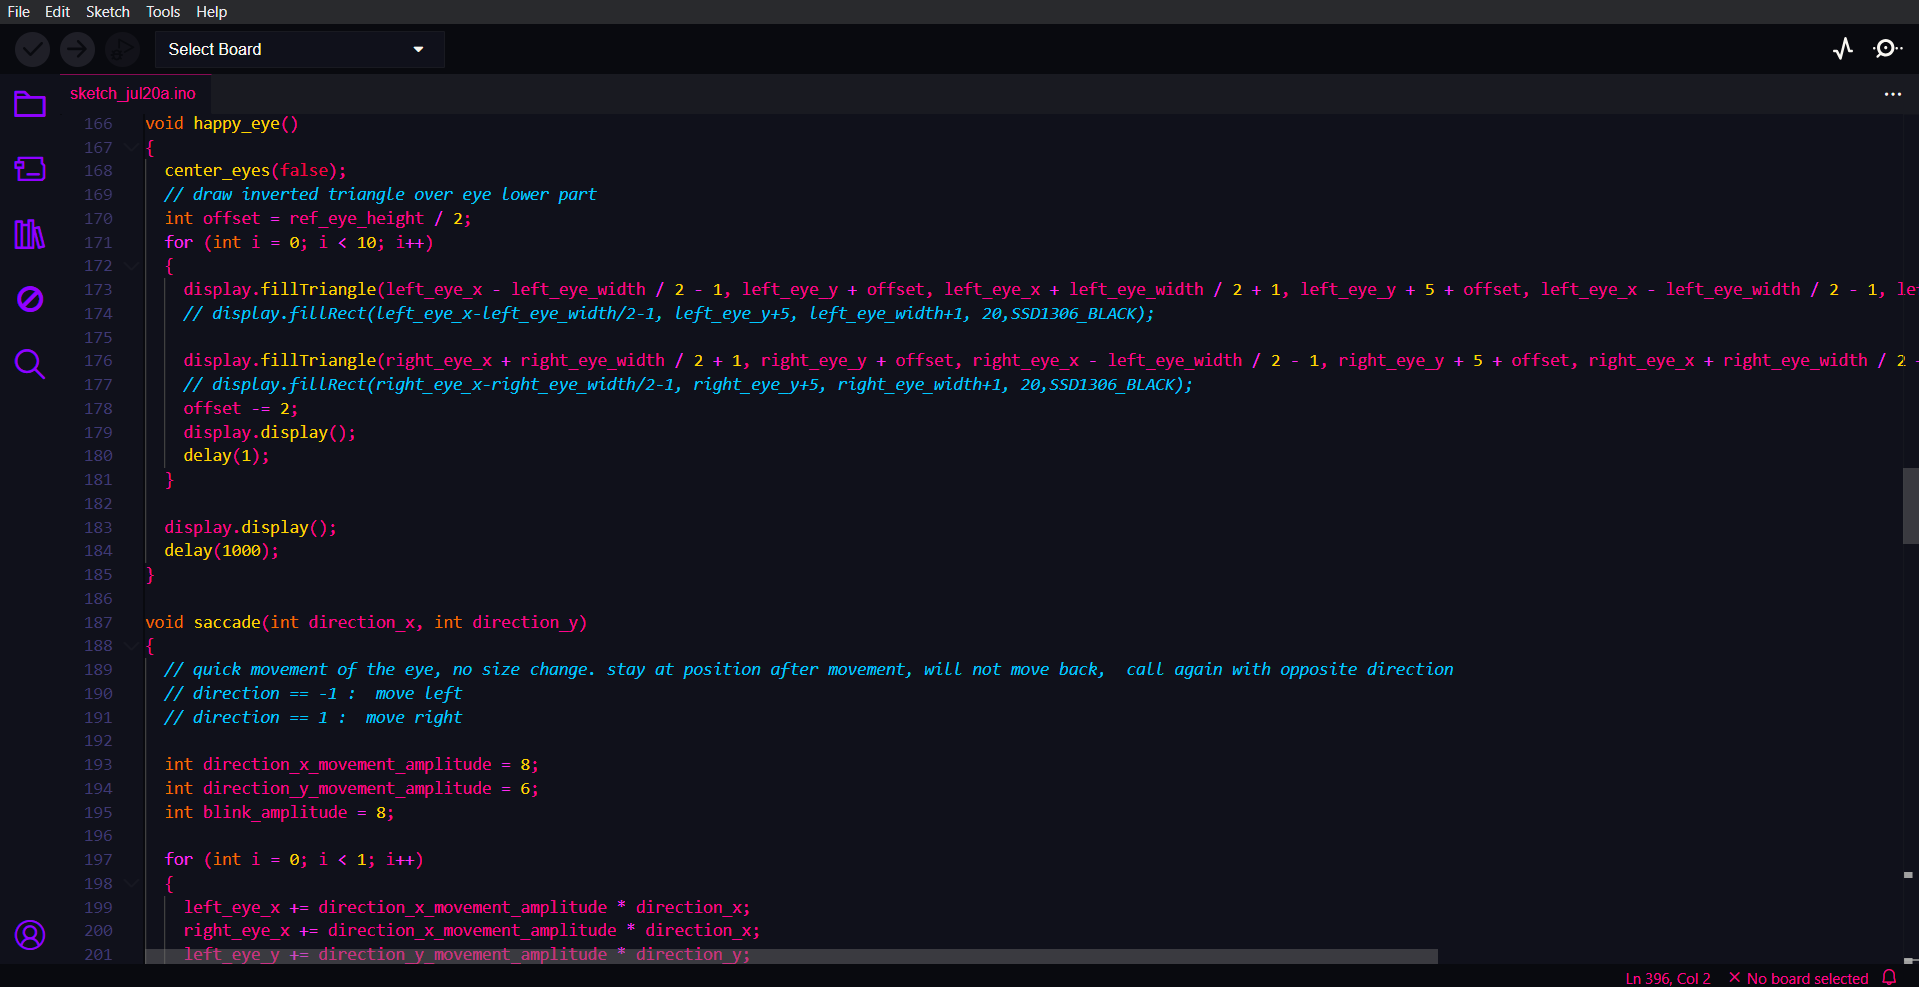 File Edit Sketch Tools Help
Select Board
sketch_jul20a.ino
166 void happy_eye()
167 {
168 center_eyes(false);
169 // draw inverted triangle over eye lower part
170 int offset = ref_eye_height / 2;
171 for (int i = 0; i < 10; i++)
172 {
173 display.fillTriangle(left_eye_x - left_eye_width / 2 - 1, left_eye_y + offset, left_eye_x + left_eye_width / 2 + 1, left_eye_y + 5 + offset, left_eye_x - left_eye_width / 2 - 1, le
174 // display.fillRect(left_eye_x-left_eye_width/2-1, left_eye_y+5, left_eye_width+1, 20,SSD1306_BLACK);
175
176 display.fillTriangle(right_eye_x + right_eye_width / 2 + 1, right_eye_y + offset, right_eye_x - left_eye_width / 2 - 1, right_eye_y + 5 + offset, right_eye_x + right_eye_width / 2 -
177 // display.fillRect(right_eye_x-right_eye_width/2-1, right_eye_y+5, right_eye_width+1, 20,SSD1306_BLACK);
178 offset -= 2;
179 display.display();
180 delay(1);
181 }
182
183 display.display();
184 delay(1000);
185 }
186
187 void saccade(int direction_x, int direction_y)
188 {
189 // quick movement of the eye, no size change. stay at position after movement, will not move back,  call again with opposite direction
190 // direction == -1 :  move left
191 // direction == 1 :  move right
192
193 int direction_x_movement_amplitude = 8;
194 int direction_y_movement_amplitude = 6;
195 int blink_amplitude = 8;
196
197 for (int i = 0; i < 1; i++)
198 {
199 left_eye_x += direction_x_movement_amplitude * direction_x;
200 right_eye_x += direction_x_movement_amplitude * direction_x;
201 left_eye_y += direction_y_movement_amplitude * direction_y;
Ln 396, Col 2 No board selected